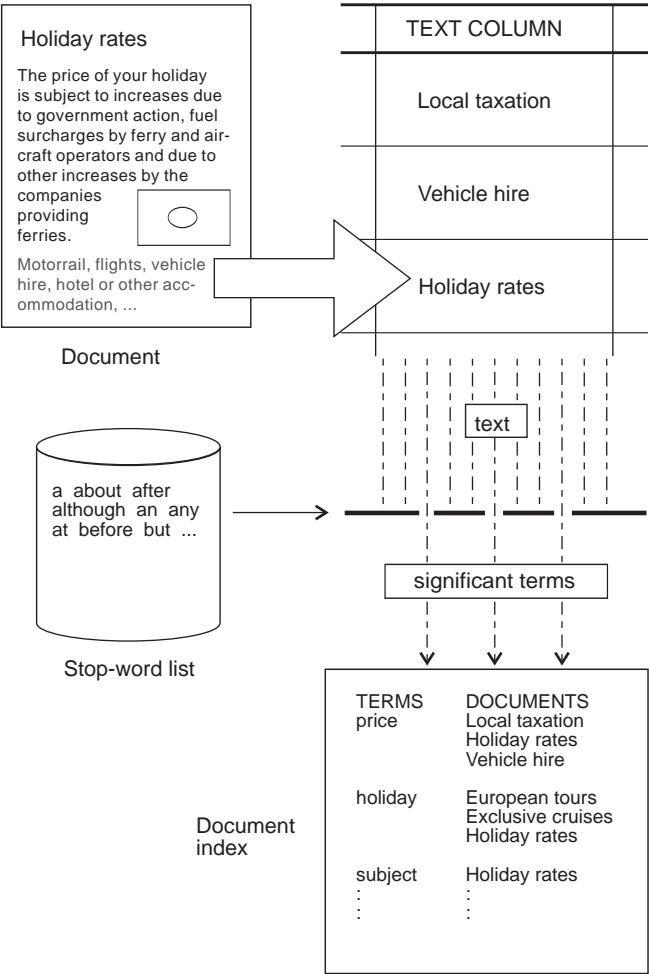 Holiday rates
The price of your holiday
is subject to increases due
to government action, fuel
surcharges by ferry and air-
craft operators and due to
other increases by the
companies
providing
ferries.
Motorrail, flights, vehicle
hire, hotel or other acc-
ommodation, ...
Document
TEXT COLUMN
Local taxation
Vehicle hire
Holiday rates
text
a about after
although an any
at before but ...
Stop-word list
significant terms
TERMS DOCUMENTS
price Local taxation
Holiday rates
Vehicle hire
holiday European tours
Exclusive cruises
Holiday rates
subject Holiday rates
: :
: :
Document
index